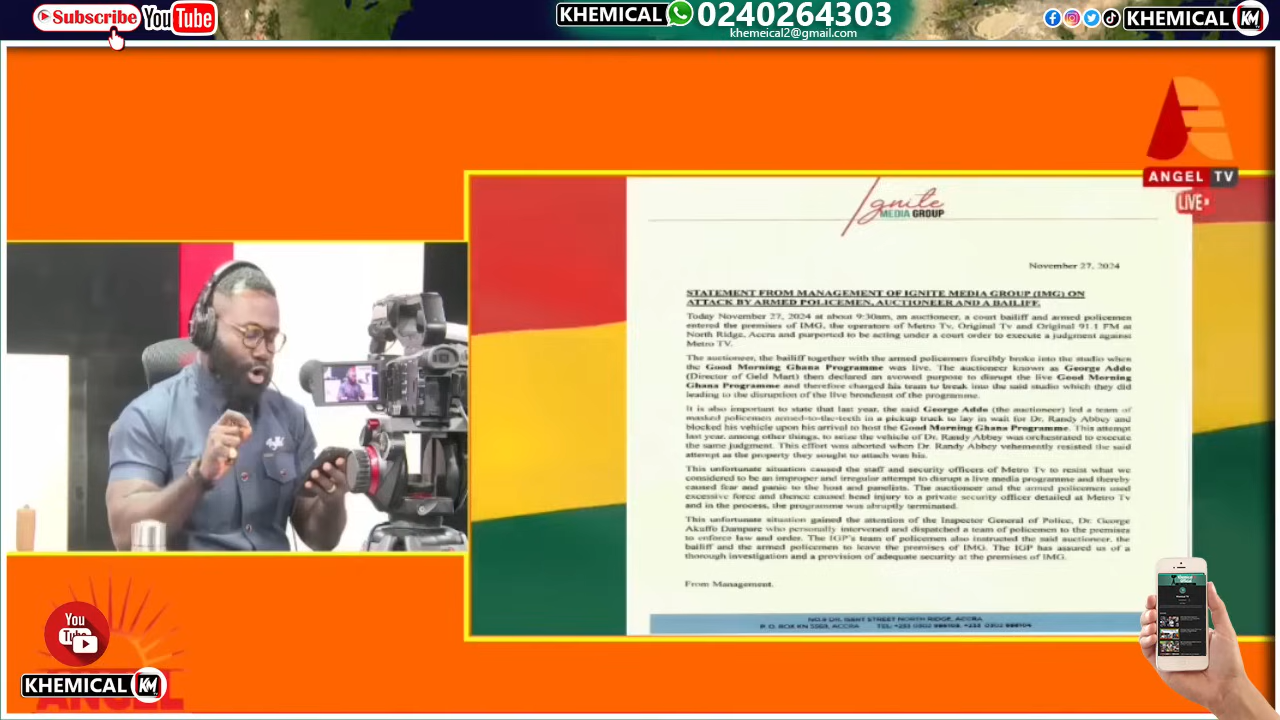 Subscribe YouTube
KHEMICAL 0240264303
khemeical2@gmail.com
KHEMICAL KM
ANGEL TV
LIVE
Ignite
MEDIA GROUP
November 27, 2024
STATEMENT FROM MANAGEMENT OF IGNITE MEDIA GROUP (IMG) ON
ATTACK BY ARMED POLICEMEN, AUCTIONEER AND A BAILIFF.
Today November 27, 2024 at about 9:30am, an auctioneer, a court bailiff and armed policemen
entered the premises of IMG, the operators of Metro Tv, Original Tv and Original 91.1 FM at
North Ridge, Accra and purported to be acting under a court order to execute a judgment against
Metro TV.
The auctioneer, the bailiff together with the armed policemen forcibly broke into the studio when
the Good Morning Ghana Programme was live. The auctioneer known as George Addo
(Director of Geld Mart) then declared an avowed purpose to disrupt the live Good Morning
Ghana Programme and therefore charged his team to break into the said studio which they did
leading to the disruption of the live broadcast of the programme.
It is also important to state that last year, the said George Addo (the auctioneer) led a team of
masked policemen armed-to-the-teeth in a pickup truck to lay in wait for Dr. Randy Abbey and
blocked his vehicle upon his arrival to host the Good Morning Ghana Programme. This attempt
last year, among other things, to seize the vehicle of Dr. Randy Abbey was orchestrated to execute
the same judgment. This effort was aborted when Dr. Randy Abbey vehemently resisted the said
attempt as the property they sought to attach was his.
This unfortunate situation caused the staff and security officers of Metro Tv to resist what we
considered to be an improper and irregular attempt to disrupt a live media programme and thereby
caused fear and panic to the host and panelists. The auctioneer and the armed policemen used
excessive force and thence caused head injury to a private security officer detailed at Metro Tv
and in the process, the programme was abruptly terminated.
This unfortunate situation gained the attention of the Inspector General of Police, Dr. George
Akuffo Dampare who personally intervened and dispatched a team of policemen to the premises
to enforce law and order. The IGP's team of policemen also instructed the said auctioneer, the
bailiff and the armed policemen to leave the premises of IMG. The IGP has assured us of a
thorough investigation and a provision of adequate security at the premises of IMG.
From Management.
STREET NORTH RIDGE, ACCRA
P. O. BOX ACCRA TEL:
You
Tube
KHEMICAL KM
ANGEL